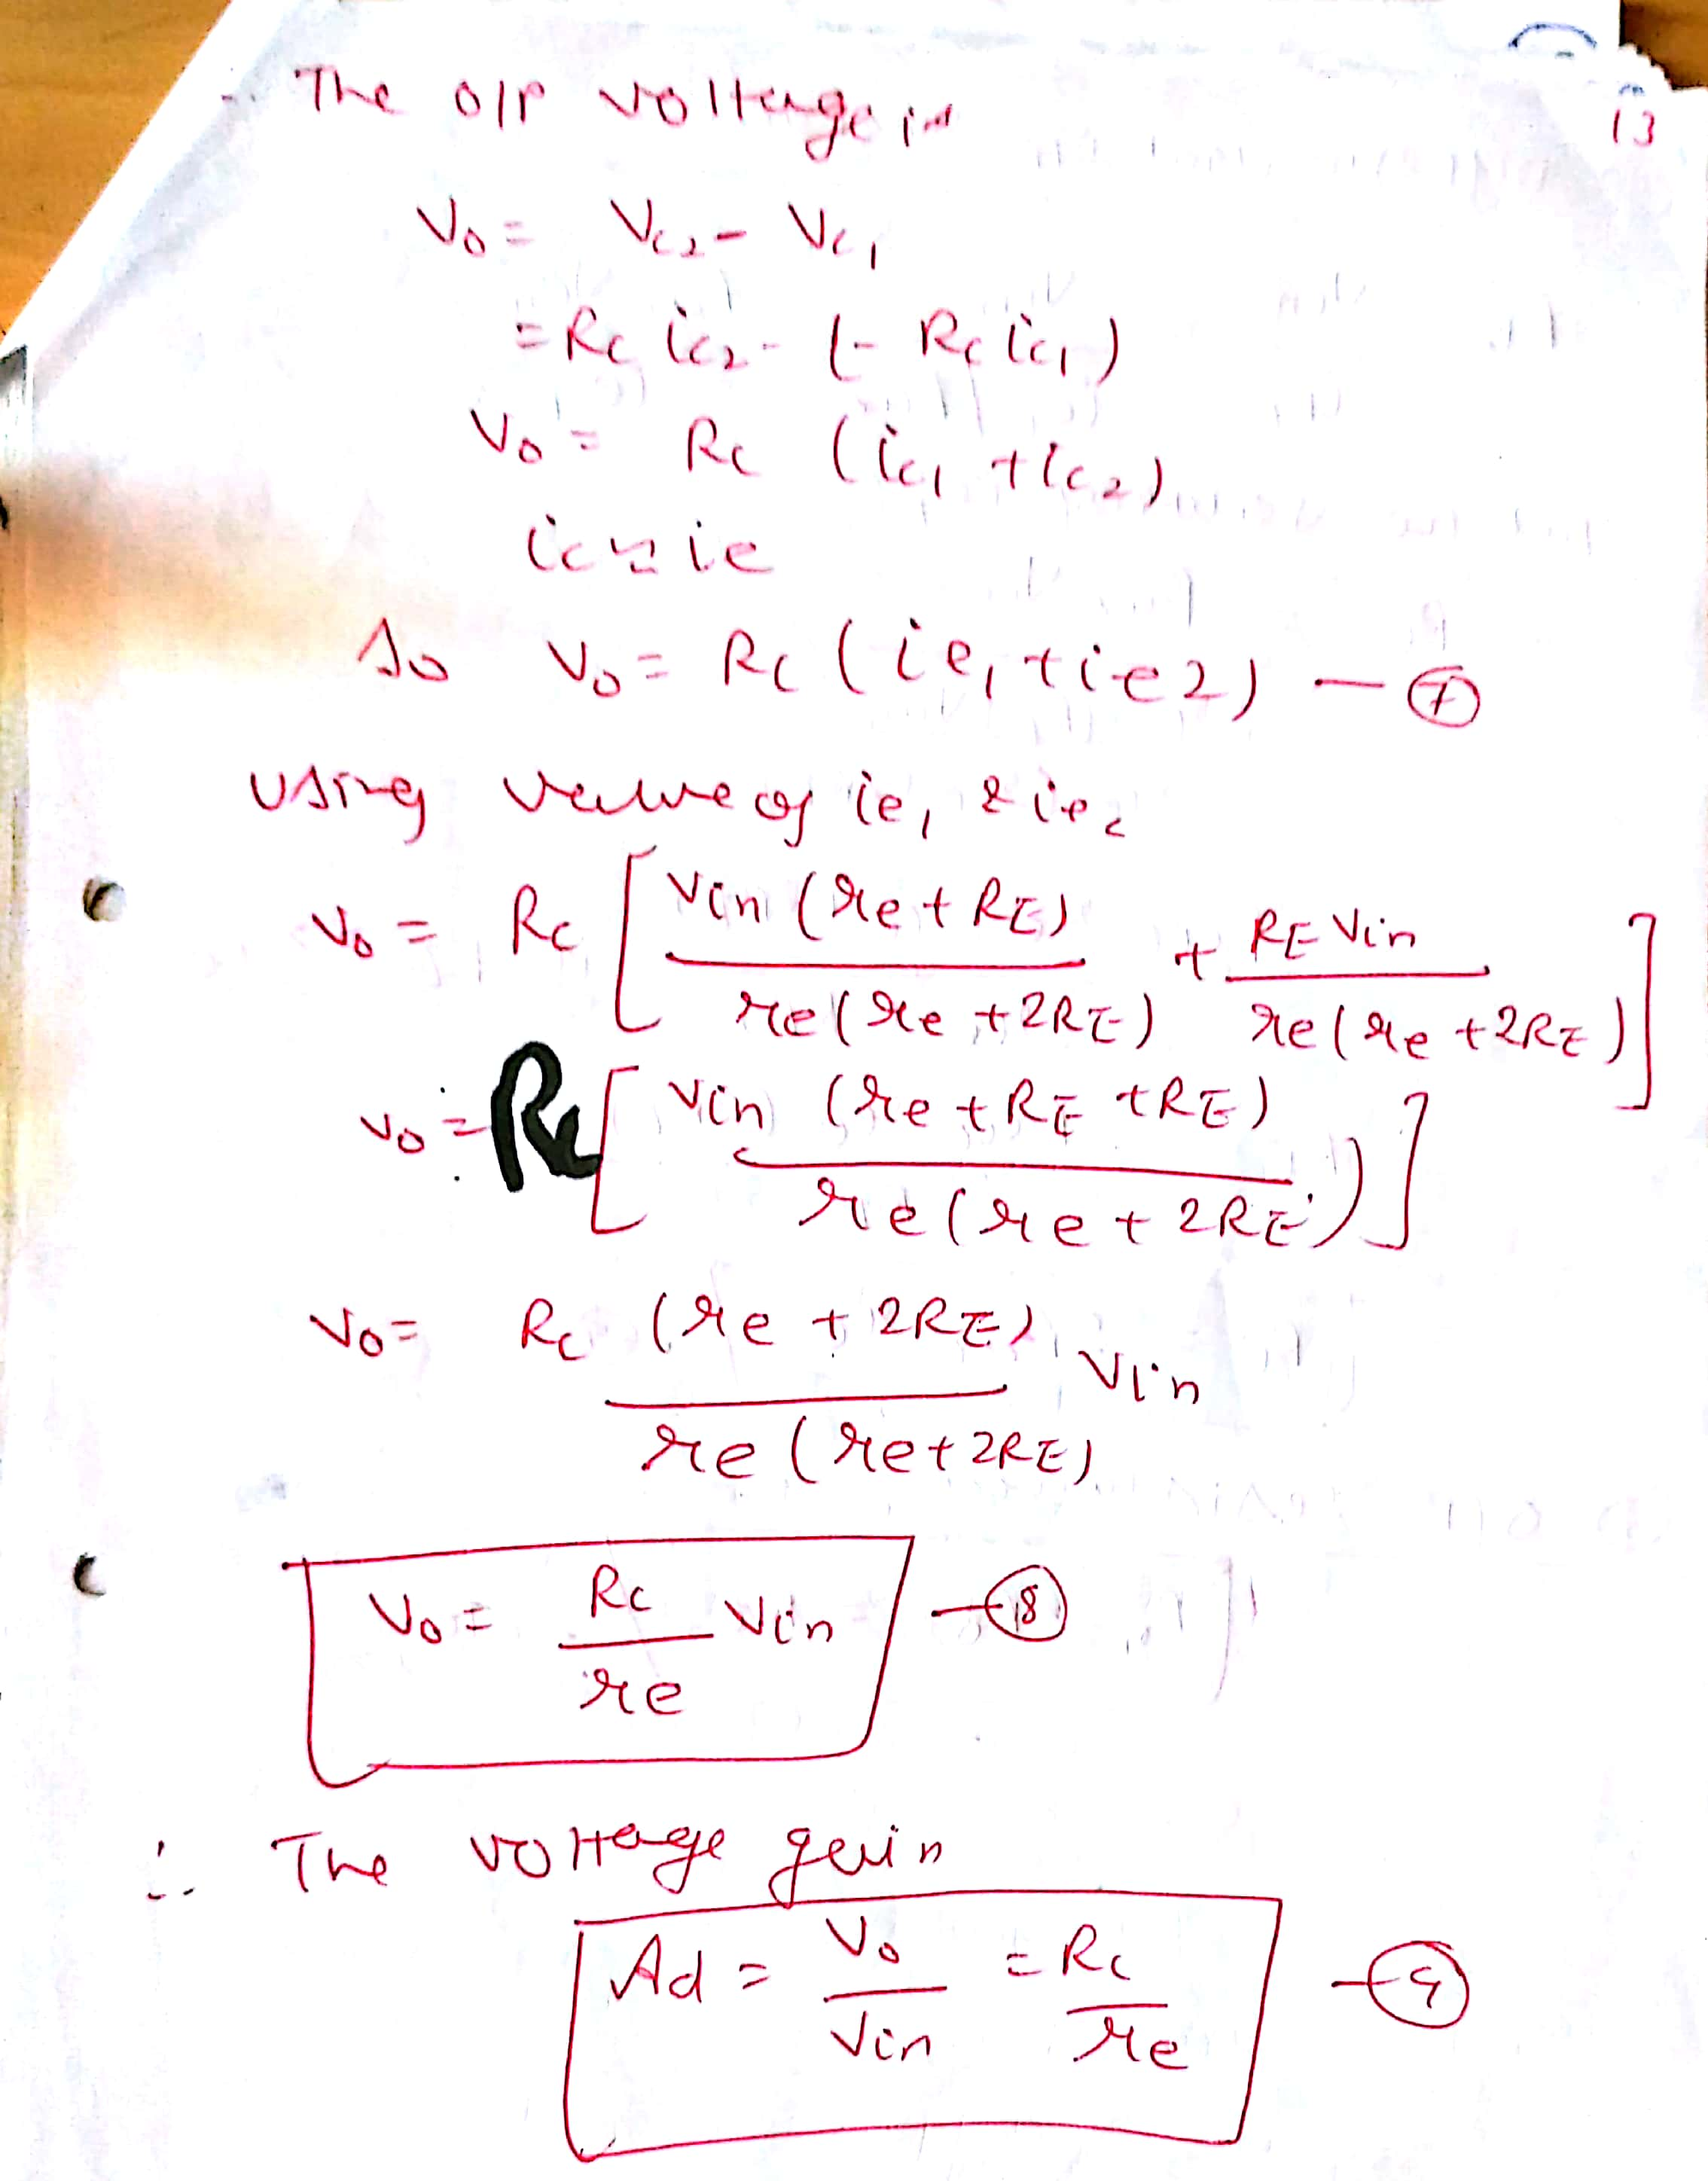 13
∴ The O/P voltage is
Vo = Vc2 - Vc1
= Rc ic2 - (- Rc ic1)
Vo = Rc (ic1 + ic2)
ic ≈ ie
So Vo = Rc (ie1 + ie2) — ⑦
Using value of ie1 & ie2
Vo = Rc [ Vin (re + RE) / re (re + 2RE) + RE Vin / re (re + 2RE) ]
Vo = Rc [ Vin (re + RE + RE) / re (re + 2RE) ]
Vo = Rc (re + 2RE) / re (re + 2RE) Vin
Vo = Rc / re Vin — ⑧
∴ The voltage gain
Ad = Vo / Vin = Rc / re — ⑨